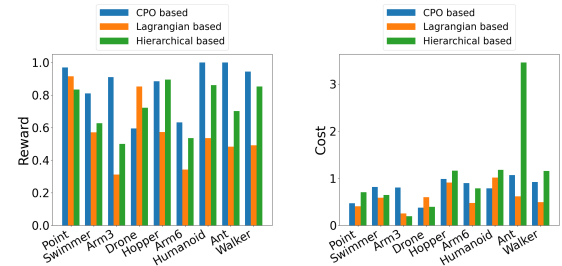 CPO based
Lagrangian based
Hierarchical based
Reward
1.0
0.8
0.6
0.4
0.2
0.0
Point
Swimmer
Arm3
Drone
Hopper
Arm6
Humanoid
Ant
Walker
CPO based
Lagrangian based
Hierarchical based
Cost
3
2
1
0
Point
Swimmer
Arm3
Drone
Hopper
Arm6
Humanoid
Ant
Walker